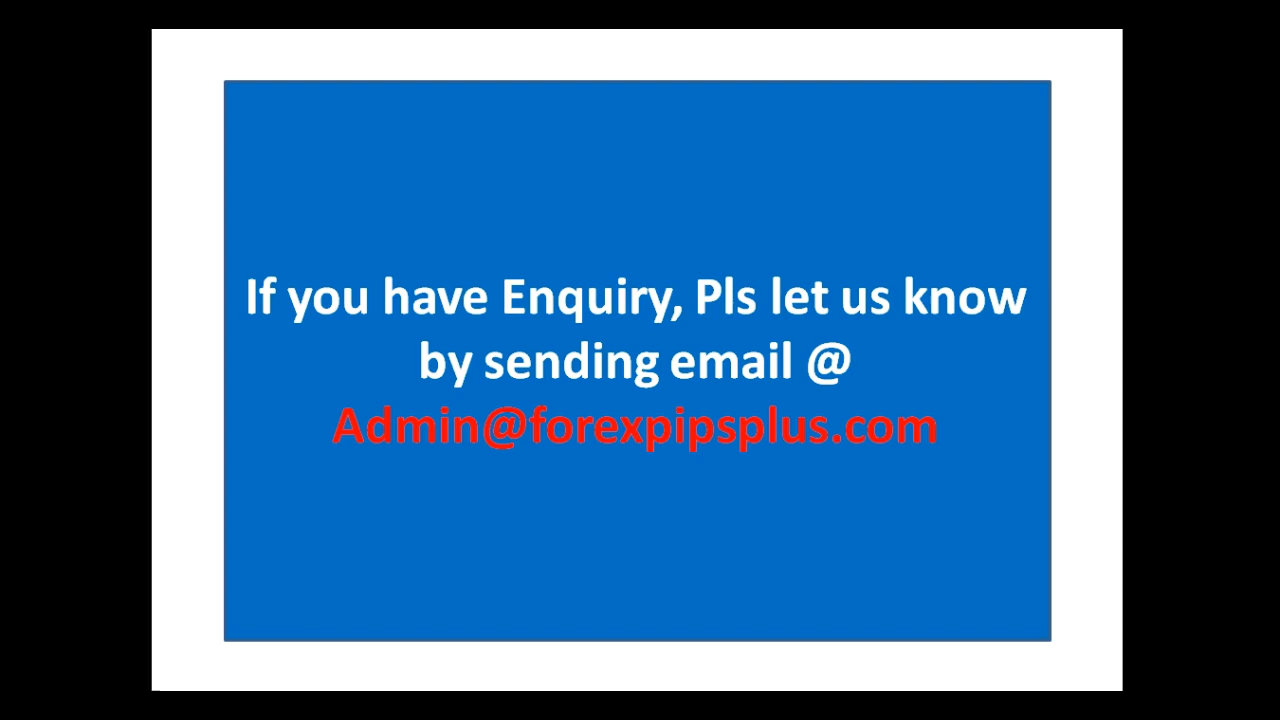 If you have Enquiry, Pls let us know
by sending email @
Admin@forexpipsplus.com